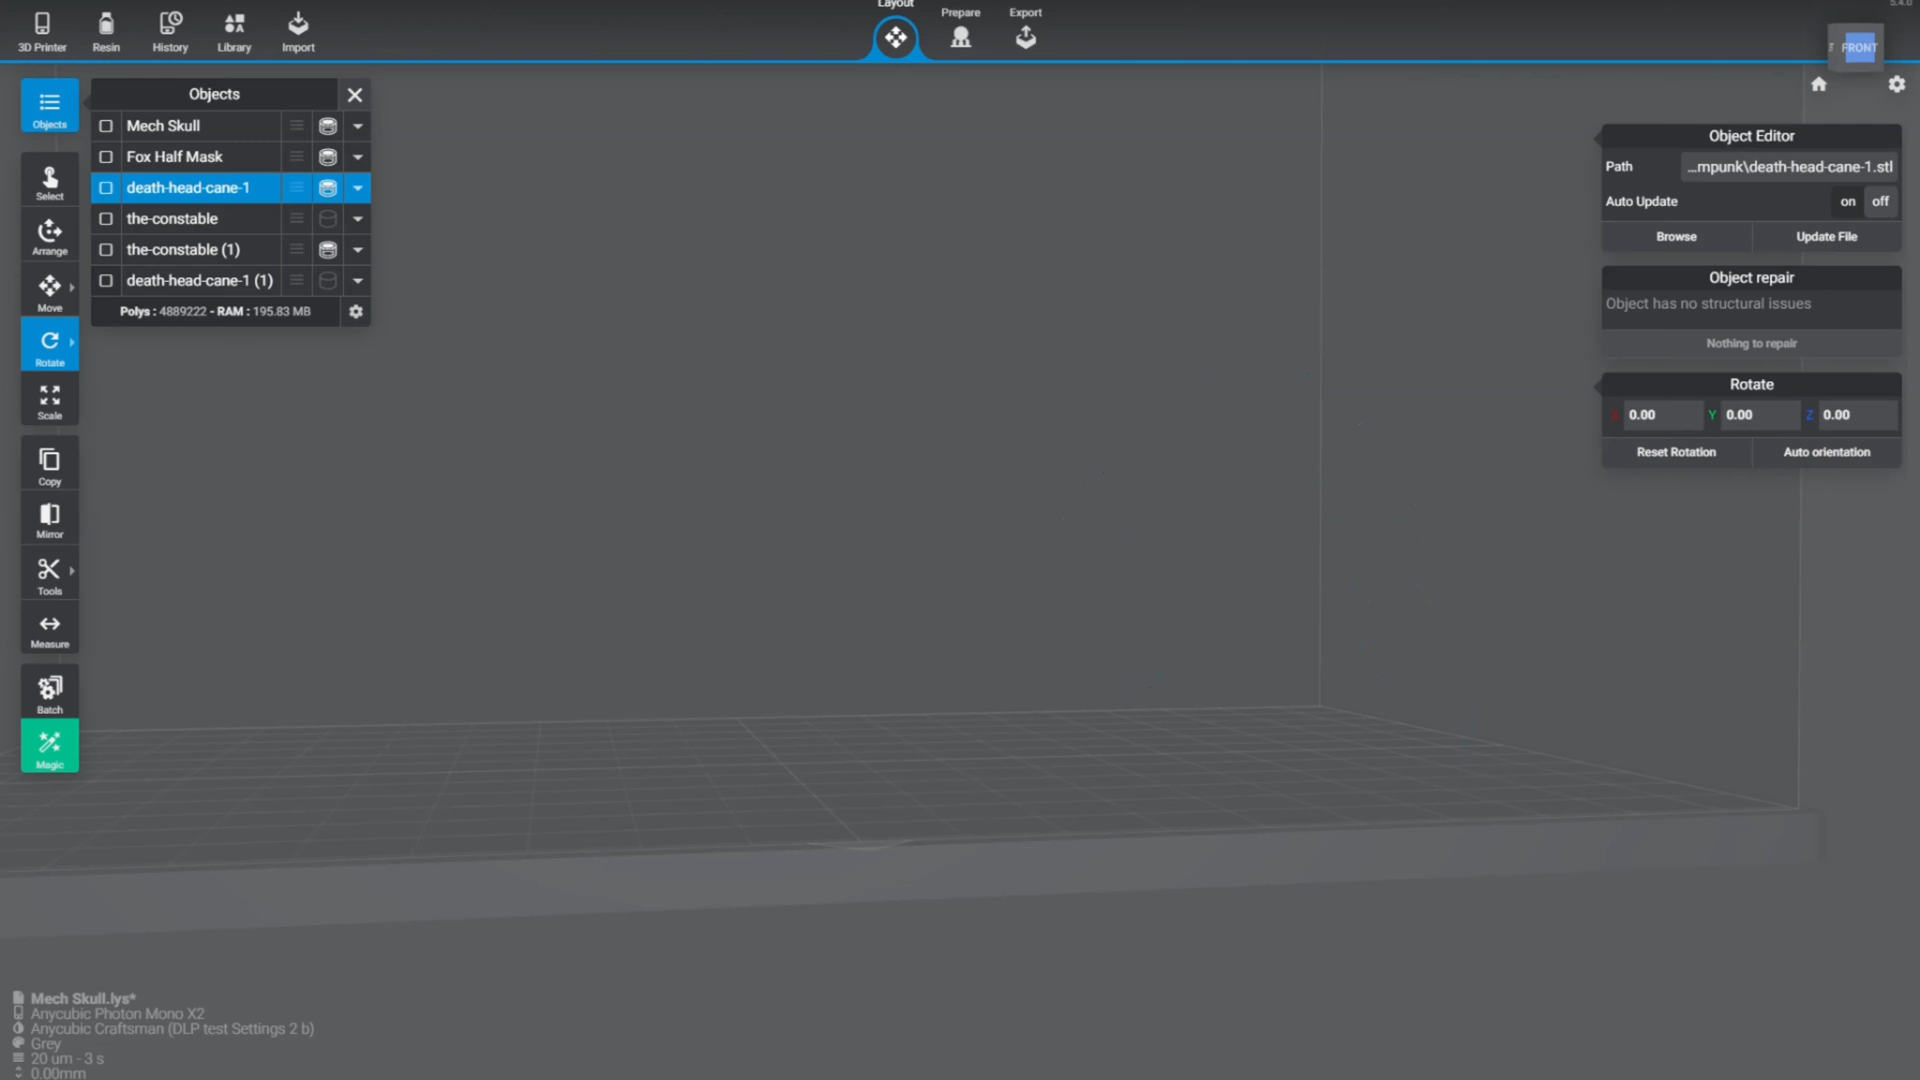 Layout
Prepare
Export
5.4.0
3D Printer
Resin
History
Library
Import
FRONT
Objects
Objects
Mech Skull
Fox Half Mask
death-head-cane-1
the-constable
the-constable (1)
death-head-cane-1 (1)
Polys : 4889222 - RAM : 195.83 MB
Select
Arrange
Move
Rotate
Scale
Copy
Mirror
Tools
Measure
Batch
Magic
Object Editor
Path ...mpunk\death-head-cane-1.stl
Auto Update on off
Browse Update File
Object repair
Object has no structural issues
Nothing to repair
Rotate
X 0.00 Y 0.00 Z 0.00
Reset Rotation Auto orientation
Mech Skull.lys*
Anycubic Photon Mono X2
Anycubic Craftsman (DLP test Settings 2 b)
Grey
20 um - 3 s
0.00mm